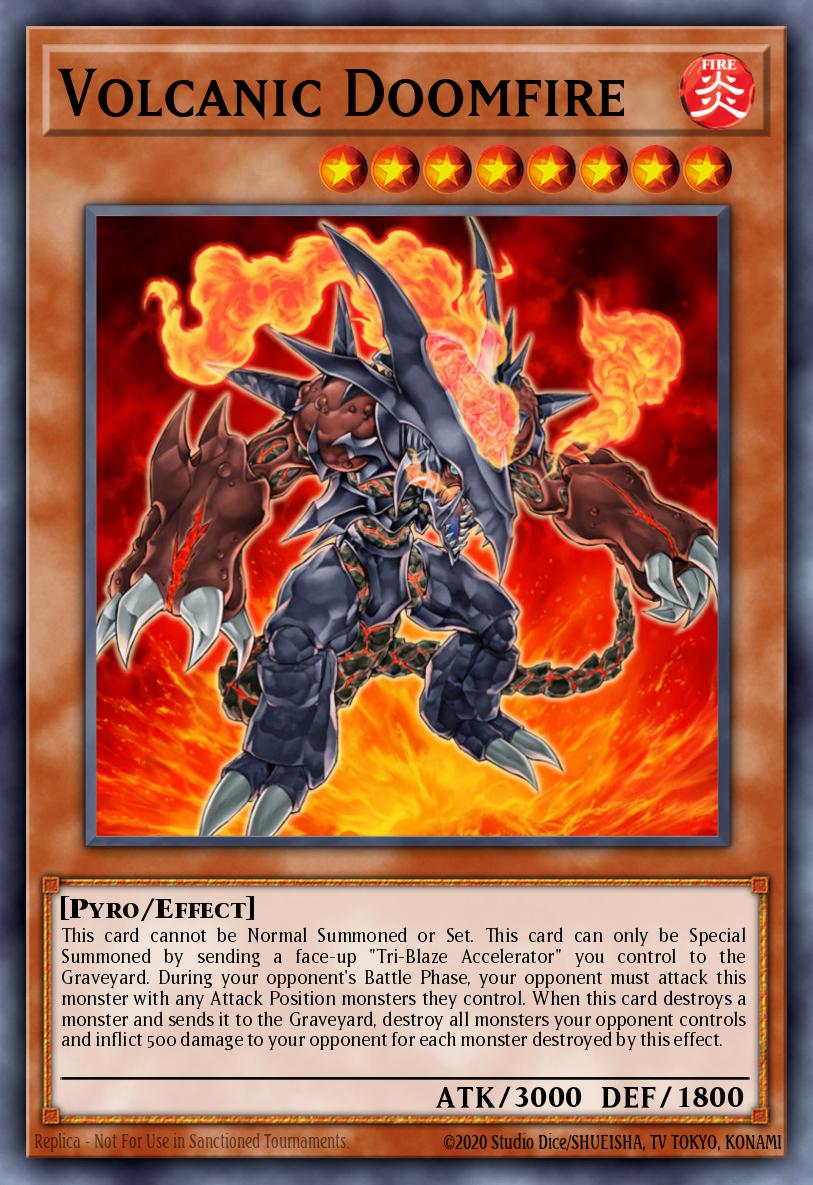 Volcanic Doomfire
FIRE
炎
[Pyro/Effect]
This card cannot be Normal Summoned or Set. This card can only be Special
Summoned by sending a face-up "Tri-Blaze Accelerator" you control to the
Graveyard. During your opponent's Battle Phase, your opponent must attack this
monster with any Attack Position monsters they control. When this card destroys a
monster and sends it to the Graveyard, destroy all monsters your opponent controls
and inflict 500 damage to your opponent for each monster destroyed by this effect.
ATK/3000 DEF/1800
Replica - Not For Use in Sanctioned Tournaments.
©2020 Studio Dice/SHUEISHA, TV TOKYO, KONAMI